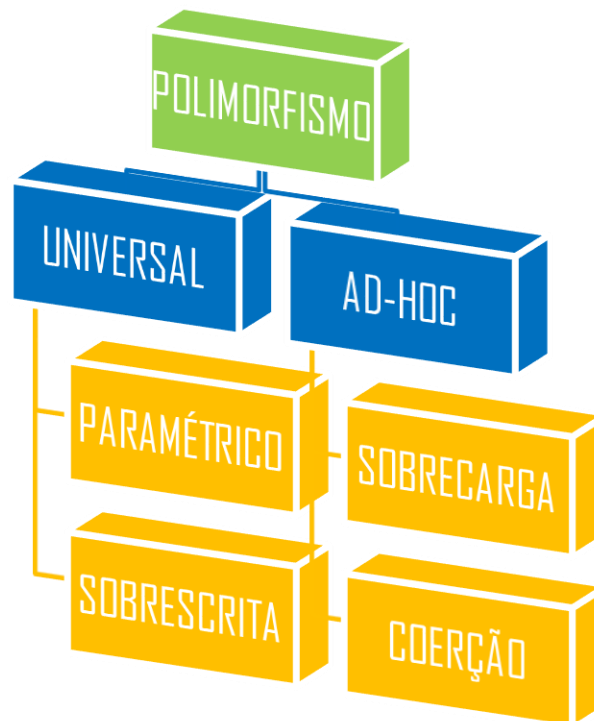 POLIMORFISMO
UNIVERSAL
AD-HOC
PARAMÉTRICO
SOBRECARGA
SOBRESCRITA
COERÇÃO